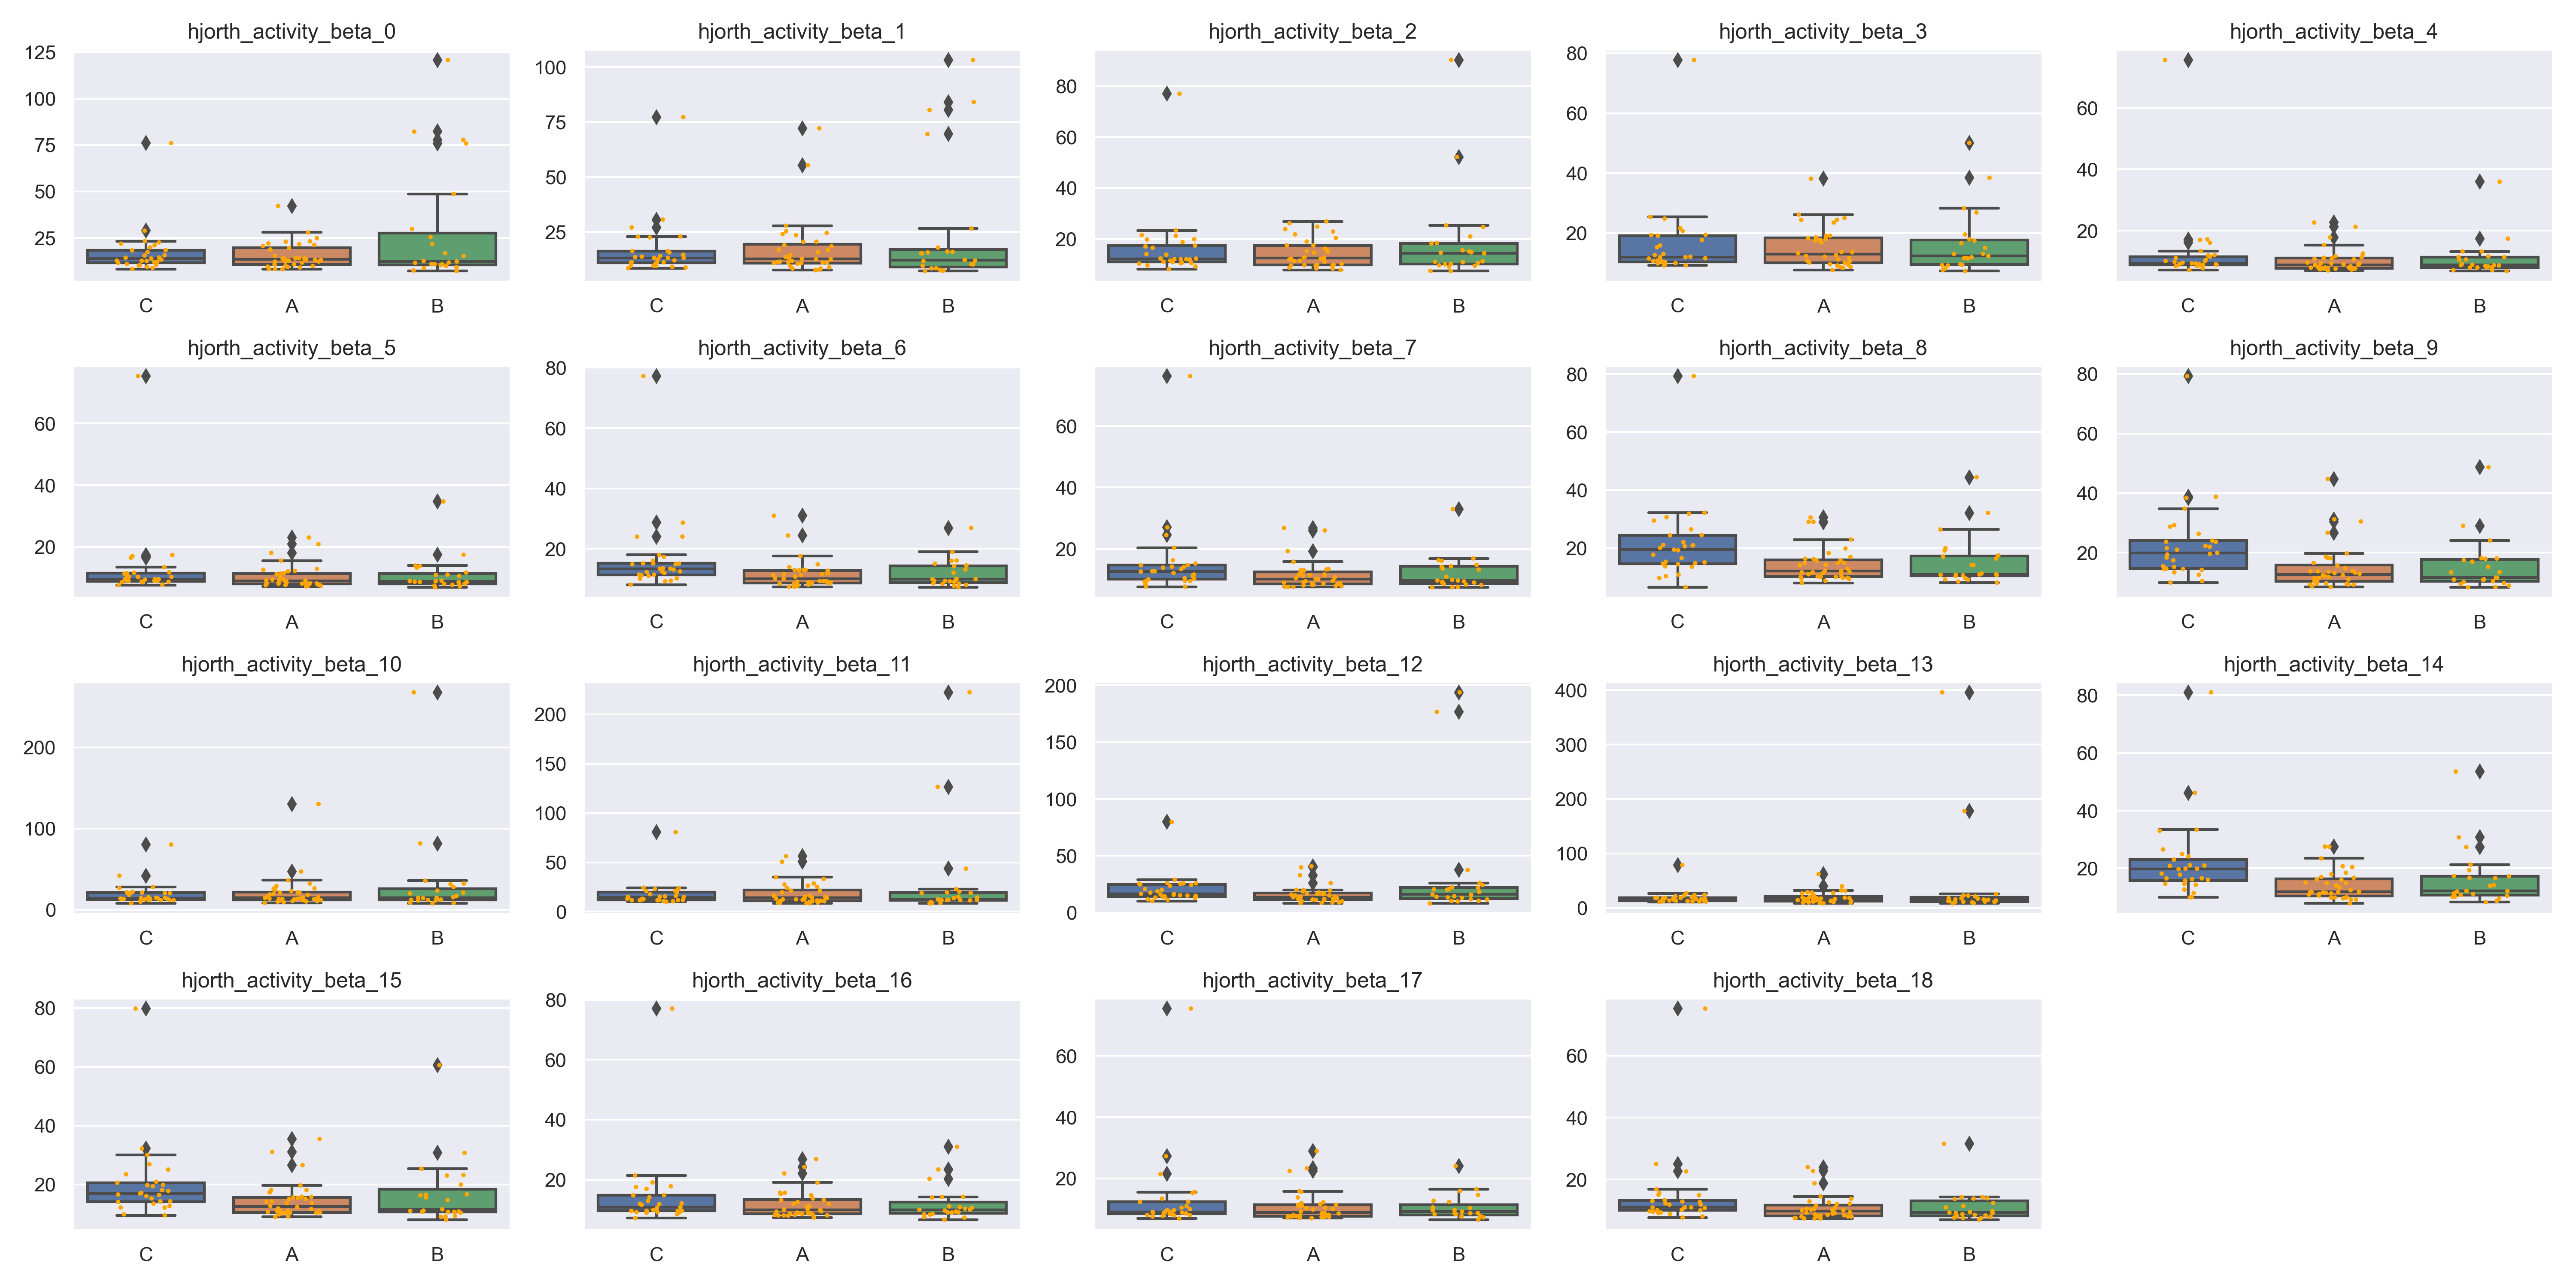 hjorth_activity_beta_0
125
100
75
50
25
C A B
hjorth_activity_beta_1
100
75
50
25
C A B
hjorth_activity_beta_2
80
60
40
20
C A B
hjorth_activity_beta_3
80
60
40
20
C A B
hjorth_activity_beta_4
60
40
20
C A B
hjorth_activity_beta_5
60
40
20
C A B
hjorth_activity_beta_6
80
60
40
20
C A B
hjorth_activity_beta_7
60
40
20
C A B
hjorth_activity_beta_8
80
60
40
20
C A B
hjorth_activity_beta_9
80
60
40
20
C A B
hjorth_activity_beta_10
200
100
0
C A B
hjorth_activity_beta_11
200
150
100
50
0
C A B
hjorth_activity_beta_12
200
150
100
50
0
C A B
hjorth_activity_beta_13
400
300
200
100
0
C A B
hjorth_activity_beta_14
80
60
40
20
C A B
hjorth_activity_beta_15
80
60
40
20
C A B
hjorth_activity_beta_16
80
60
40
20
C A B
hjorth_activity_beta_17
60
40
20
C A B
hjorth_activity_beta_18
60
40
20
C A B